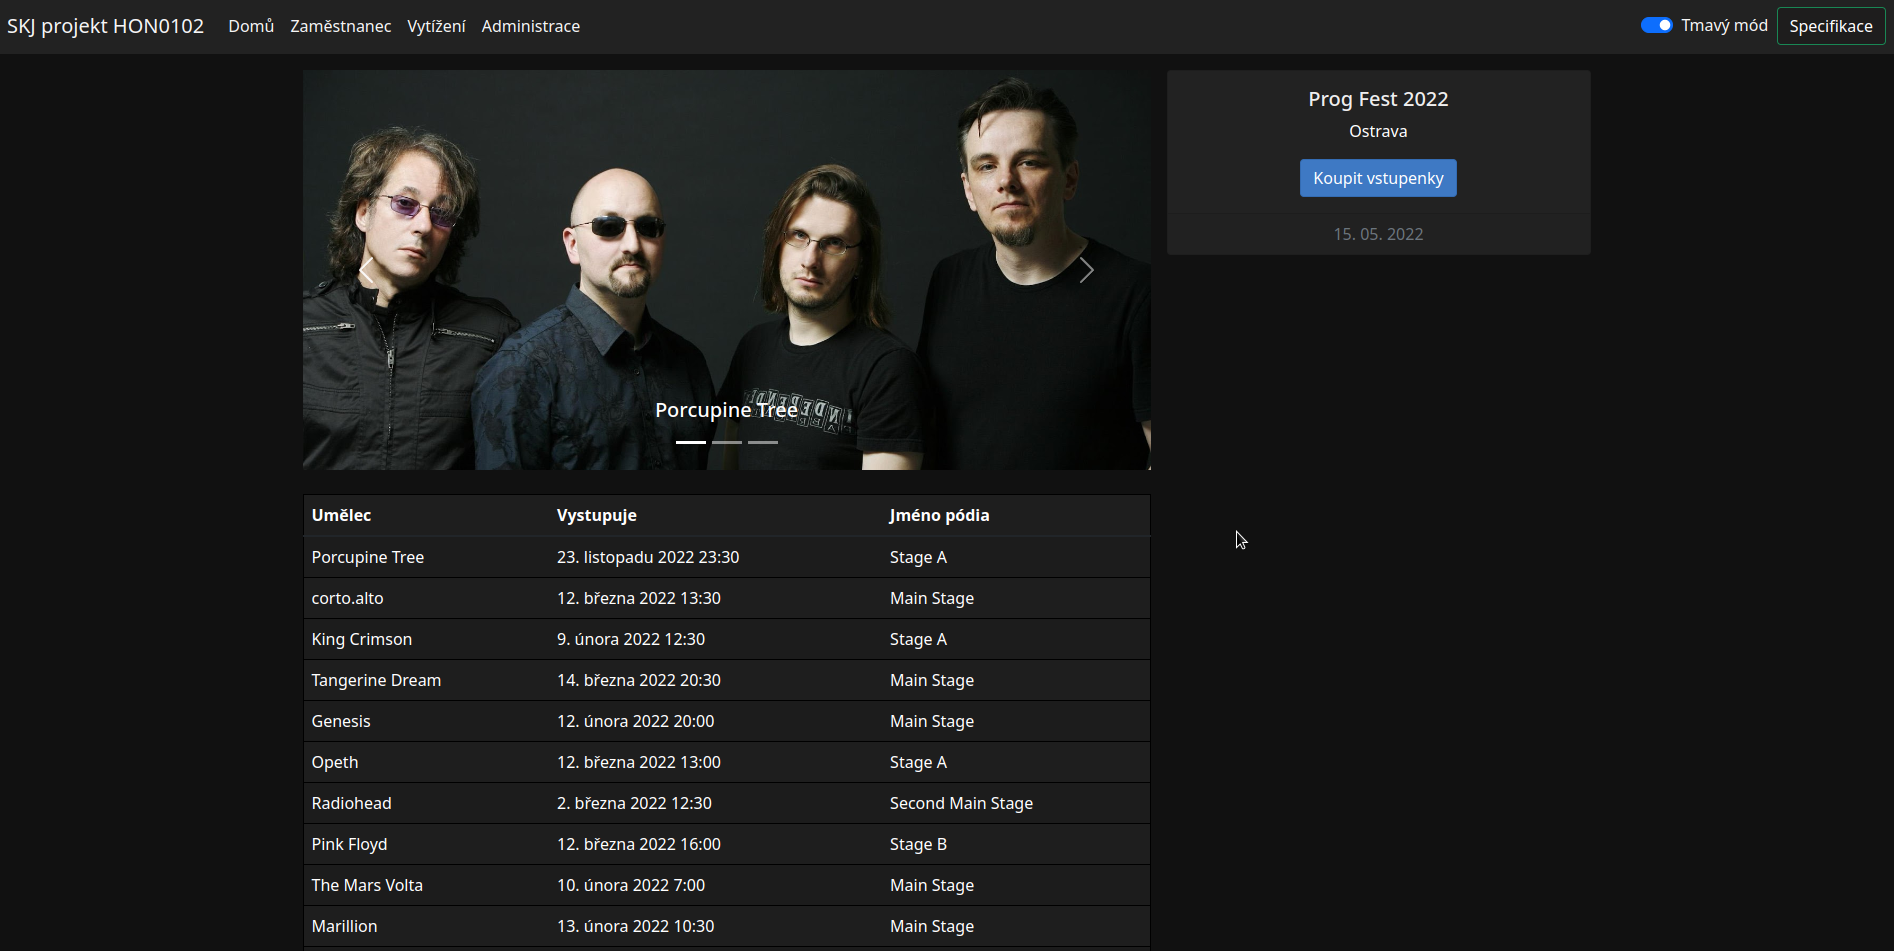 SKJ projekt HON0102 Domů Zaměstnanec Vytížení Administrace Tmavý mód Specifikace
Porcupine Tree
Prog Fest 2022
Ostrava
Koupit vstupenky
15. 05. 2022
Umělec Vystupuje Jméno pódia
Porcupine Tree 23. listopadu 2022 23:30 Stage A
corto.alto 12. března 2022 13:30 Main Stage
King Crimson 9. února 2022 12:30 Stage A
Tangerine Dream 14. března 2022 20:30 Main Stage
Genesis 12. února 2022 20:00 Main Stage
Opeth 12. března 2022 13:00 Stage A
Radiohead 2. března 2022 12:30 Second Main Stage
Pink Floyd 12. března 2022 16:00 Stage B
The Mars Volta 10. února 2022 7:00 Main Stage
Marillion 13. února 2022 10:30 Main Stage